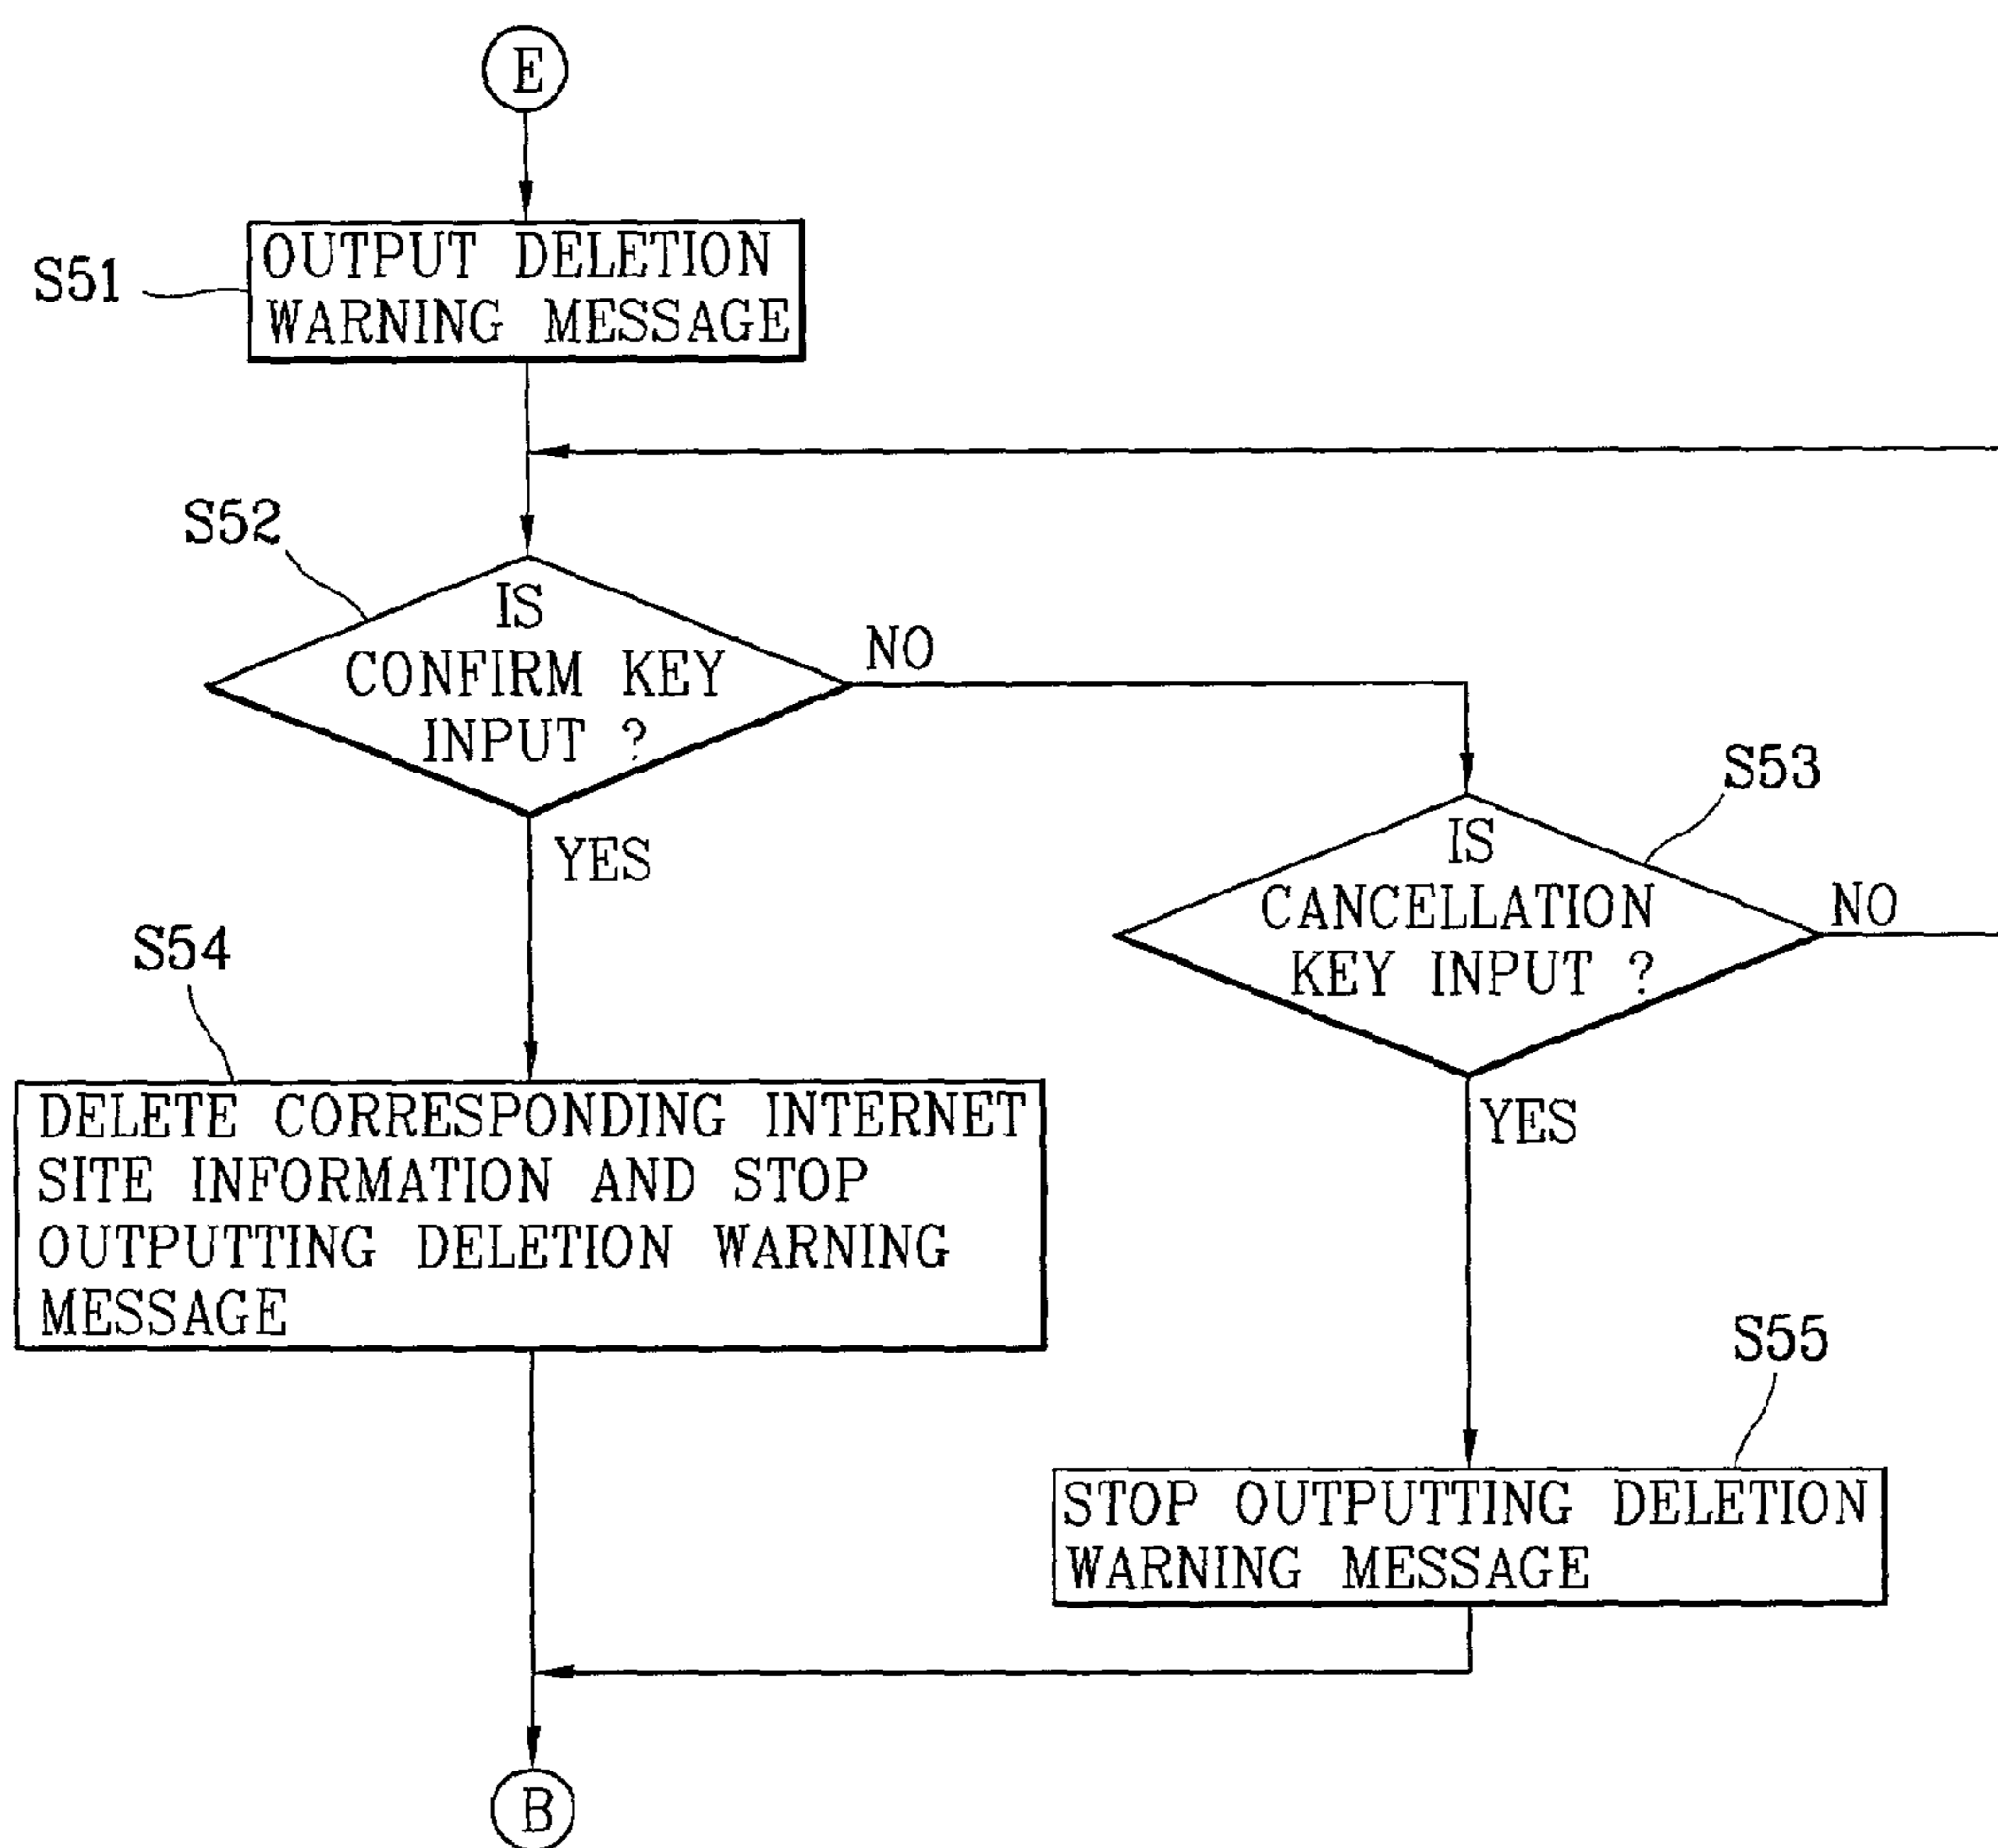 E
S51
OUTPUT DELETION
WARNING MESSAGE
S52
IS
CONFIRM KEY
INPUT ?
NO
YES
S53
IS
CANCELLATION
KEY INPUT ?
NO
YES
S54
DELETE CORRESPONDING INTERNET
SITE INFORMATION AND STOP
OUTPUTTING DELETION WARNING
MESSAGE
S55
STOP OUTPUTTING DELETION
WARNING MESSAGE
B